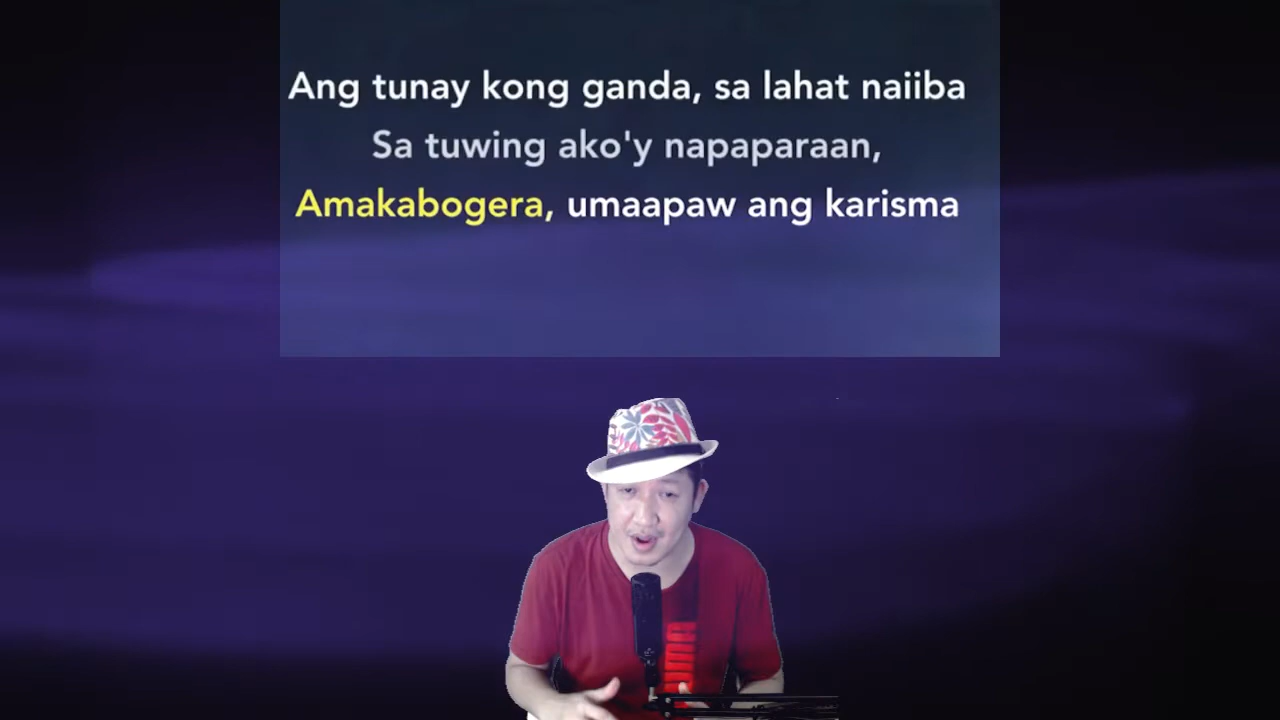 Ang tunay kong ganda, sa lahat naiiba
Sa tuwing ako'y napaparaan,
Amakabogera, umaapaw ang karisma